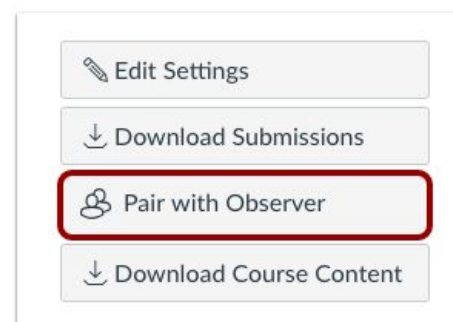 Edit Settings
Download Submissions
Pair with Observer
Download Course Content